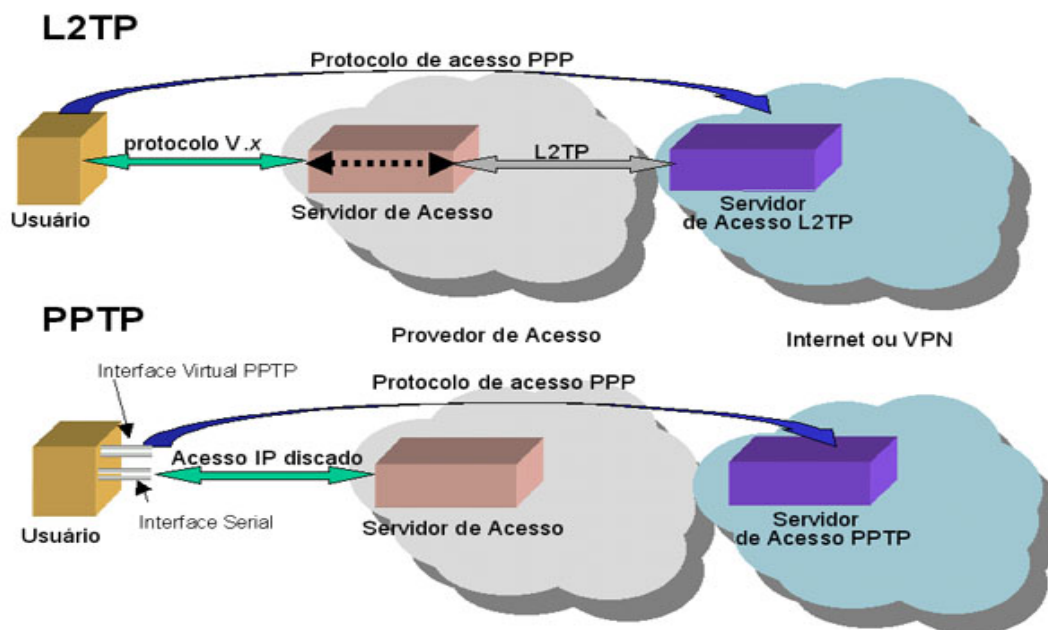 L2TP
Protocolo de acesso PPP
protocolo V.x
L2TP
Usuário
Servidor de Acesso
Servidor
de Acesso L2TP
Provedor de Acesso
Internet ou VPN
PPTP
Interface Virtual PPTP
Protocolo de acesso PPP
Acesso IP discado
Interface Serial
Usuário
Servidor de Acesso
Servidor
de Acesso PPTP